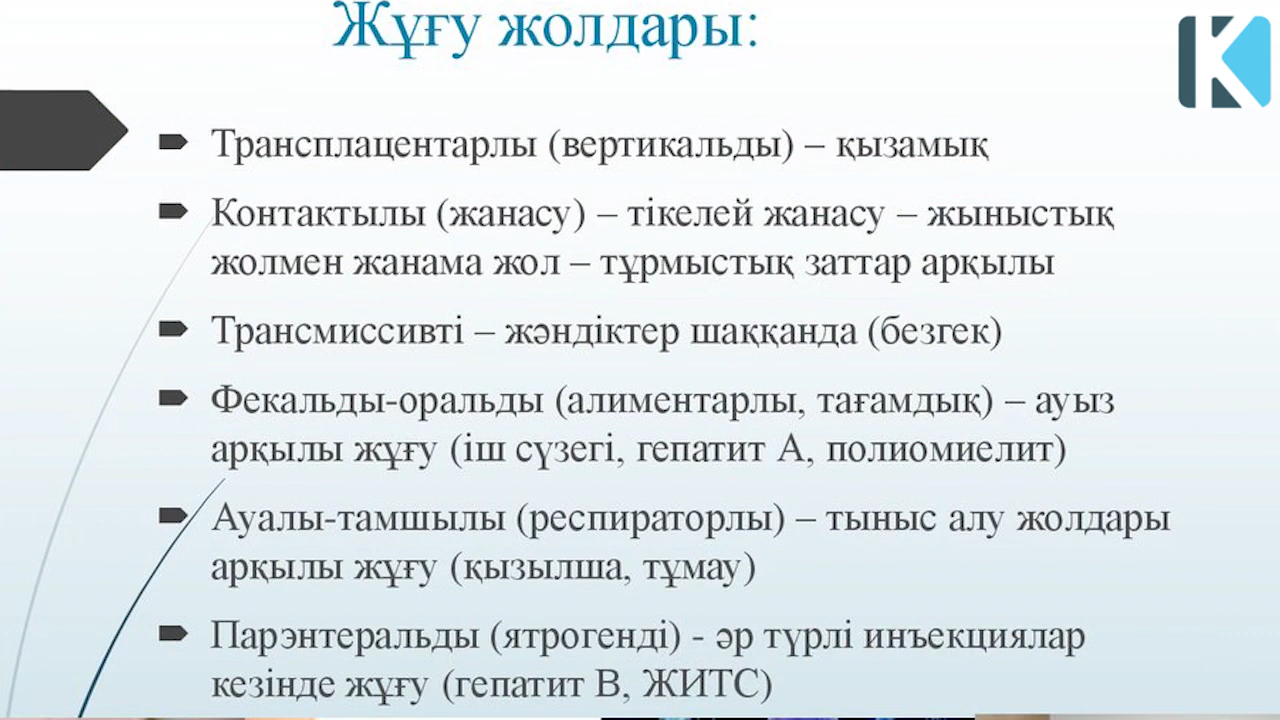 Жұғу жолдары:
K
Трансплацентарлы (вертикальды) – қызамық
Контактылы (жанасу) – тікелей жанасу – жыныстық
жолмен жанама жол – тұрмыстық заттар арқылы
Трансмиссивті – жәндіктер шаққанда (безгек)
Фекальды-оральды (алиментарлы, тағамдық) – ауыз
арқылы жұғу (іш сүзегі, гепатит А, полиомиелит)
Ауалы-тамшылы (респираторлы) – тыныс алу жолдары
арқылы жұғу (қызылша, тұмау)
Парэнтеральды (ятрогенді) - әр түрлі инъекциялар
кезінде жұғу (гепатит В, ЖИТС)